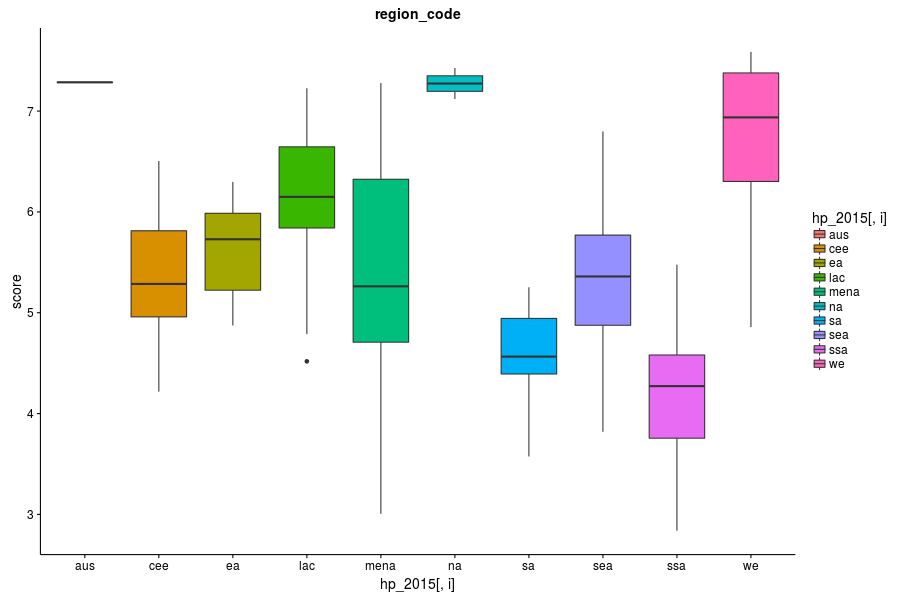 region_code
score
7
6
5
4
3
aus cee ea lac mena na sa sea ssa we
hp_2015[, i]
hp_2015[, i]
aus
cee
ea
lac
mena
na
sa
sea
ssa
we